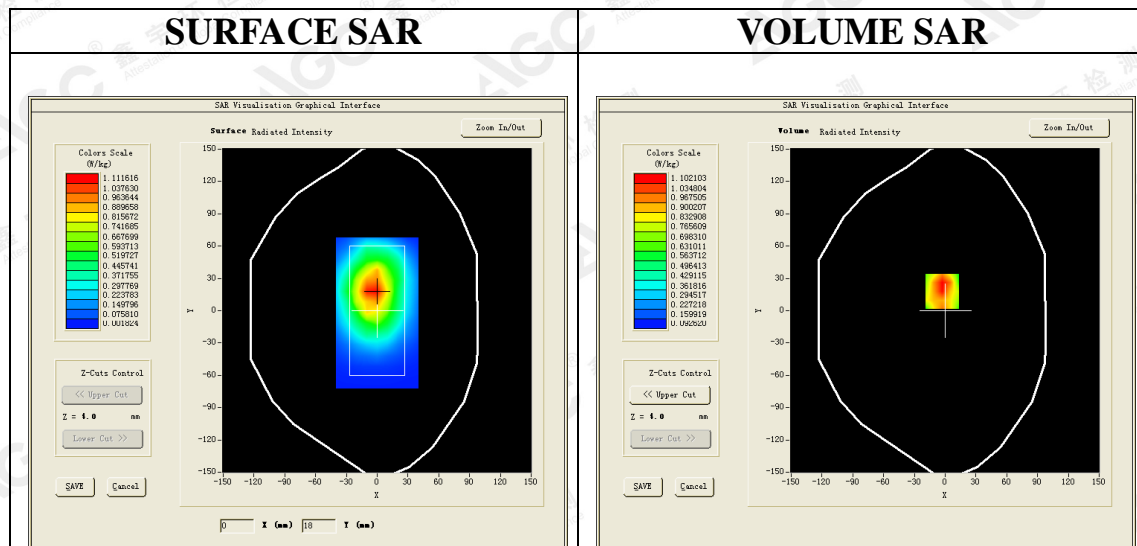 SURFACE SAR
VOLUME SAR
SAR Visualisation Graphical Interface
Surface Radiated Intensity
Zoom In/Out
Colors Scale
(W/kg)
1.111616
1.037630
0.963644
0.889658
0.815672
0.741685
0.667699
0.593713
0.519727
0.445741
0.371755
0.297769
0.223783
0.149796
0.075810
0.001824
150
120
90
60
30
0
-30
-60
-90
-120
-150
Y
-150 -120 -90 -60 -30 0 30 60 90 120 150
X
Z-Cuts Control
<< Upper Cut
Z = 4.0 mm
Lower Cut >>
SAVE Cancel
0 X (mm) 18 Y (mm)
SAR Visualisation Graphical Interface
Volume Radiated Intensity
Zoom In/Out
Colors Scale
(W/kg)
1.102103
1.034804
0.967505
0.900207
0.832908
0.765609
0.698310
0.631011
0.563712
0.496413
0.429115
0.361816
0.294517
0.227218
0.159919
0.092620
150
120
90
60
30
0
-30
-60
-90
-120
-150
Y
-150 -120 -90 -60 -30 0 30 60 90 120 150
X
Z-Cuts Control
<< Upper Cut
Z = 4.0 mm
Lower Cut >>
SAVE Cancel